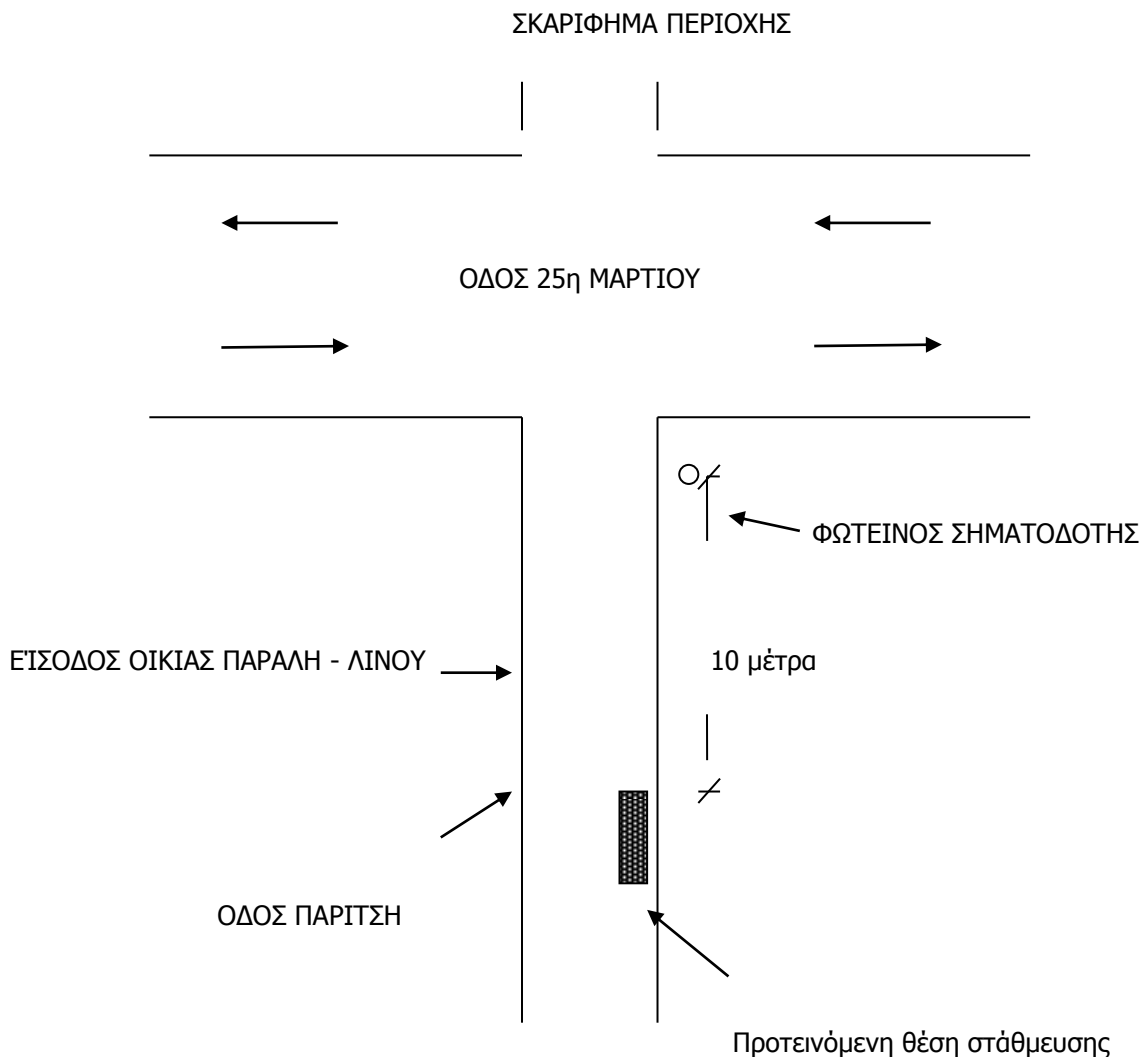 ΣΚΑΡΙΦΗΜΑ ΠΕΡΙΟΧΗΣ
ΟΔΟΣ 25η ΜΑΡΤΙΟΥ
ΦΩΤΕΙΝΟΣ ΣΗΜΑΤΟΔΟΤΗΣ
ΕΊΣΟΔΟΣ ΟΙΚΙΑΣ ΠΑΡΑΛΗ - ΛΙΝΟΥ
10 μέτρα
ΟΔΟΣ ΠΑΡΙΤΣΗ
Προτεινόμενη θέση στάθμευσης